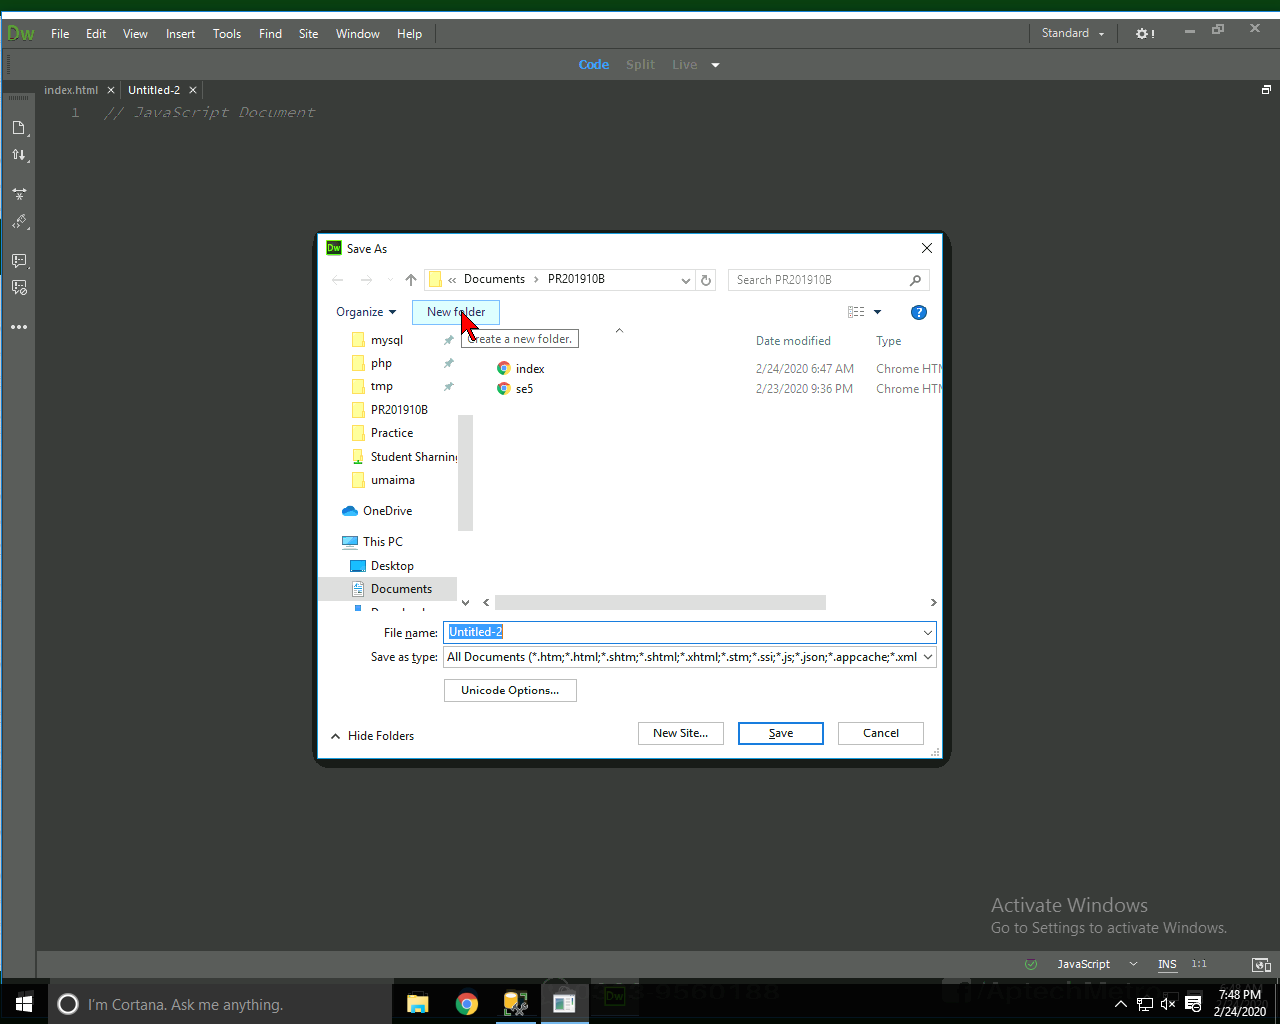 Dw File Edit View Insert Tools Find Site Window Help Standard !
Code Split Live
index.html × Untitled-2 ×
1 // JavaScript Document
Dw Save As
« Documents › PR201910B Search PR201910B
Organize New folder ?
Create a new folder.
Date modified Type
mysql
php
tmp
PR201910B
Practice
Student Sharning
umaima
OneDrive
This PC
Desktop
Documents
index 2/24/2020 6:47 AM Chrome HTM
se5 2/23/2020 9:36 PM Chrome HTM
File name: Untitled-2
Save as type: All Documents (*.htm;*.html;*.shtm;*.shtml;*.xhtml;*.stm;*.ssi;*.js;*.json;*.appcache;*.xml
Unicode Options...
Hide Folders New Site... Save Cancel
Activate Windows
Go to Settings to activate Windows.
JavaScript INS 1:1
I'm Cortana. Ask me anything.
Dw
7:48 PM
2/24/2020